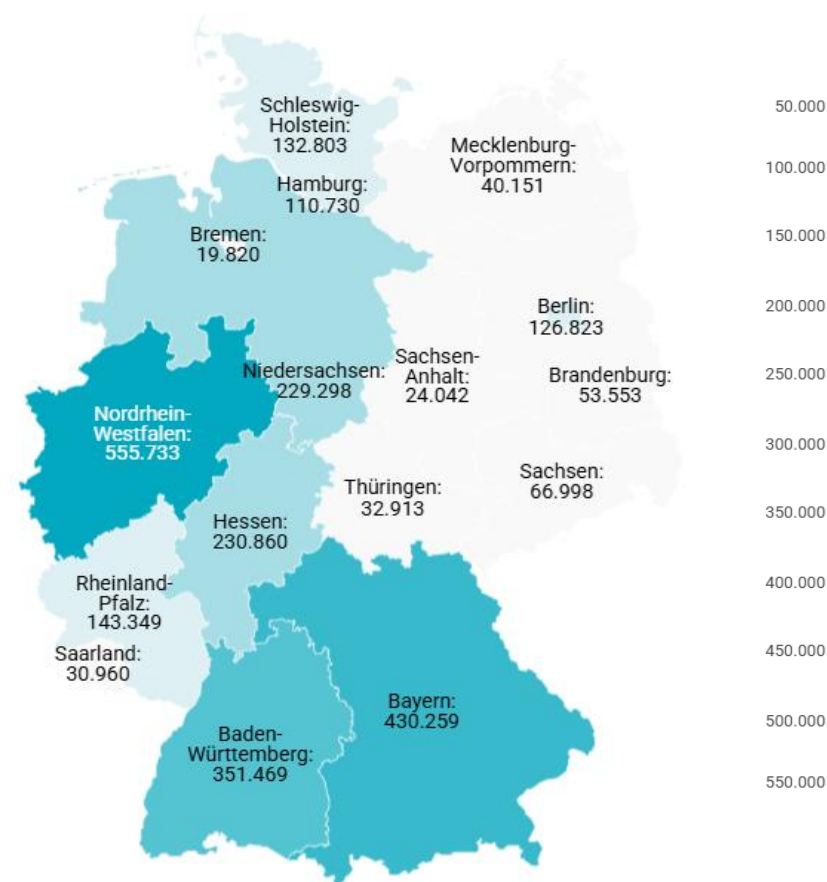 Schleswig-
Holstein:
132.803
Mecklenburg-
Vorpommern:
40.151
Hamburg:
110.730
Bremen:
19.820
Berlin:
126.823
Niedersachsen:
229.298
Sachsen-
Anhalt:
24.042
Brandenburg:
53.553
Nordrhein-
Westfalen:
555.733
Sachsen:
66.998
Thüringen:
32.913
Hessen:
230.860
Rheinland-
Pfalz:
143.349
Saarland:
30.960
Bayern:
430.259
Baden-
Württemberg:
351.469
50.000
100.000
150.000
200.000
250.000
300.000
350.000
400.000
450.000
500.000
550.000